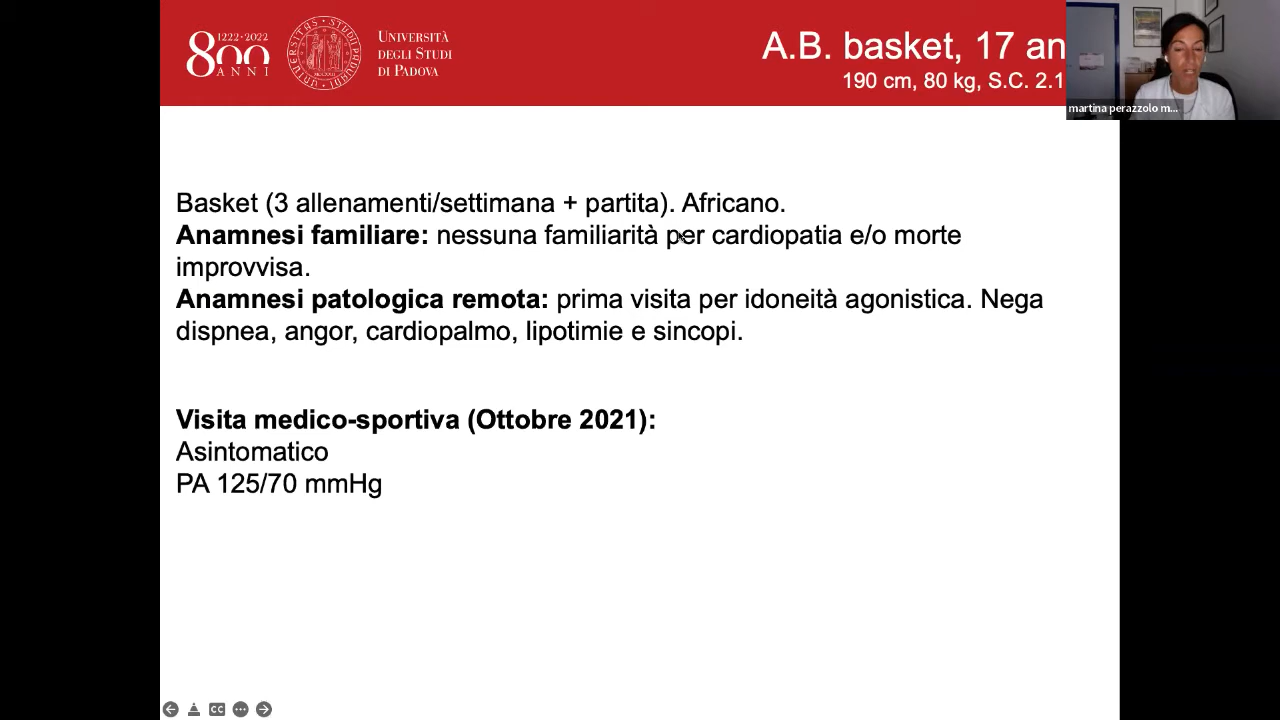 1222·2022
800
ANNI
UNIVERSITÀ
DEGLI STUDI
DI PADOVA
A.B. basket, 17 an
190 cm, 80 kg, S.C. 2.1
martina perazzolo m...
Basket (3 allenamenti/settimana + partita). Africano.
Anamnesi familiare: nessuna familiarità per cardiopatia e/o morte
improvvisa.
Anamnesi patologica remota: prima visita per idoneità agonistica. Nega
dispnea, angor, cardiopalmo, lipotimie e sincopi.
Visita medico-sportiva (Ottobre 2021):
Asintomatico
PA 125/70 mmHg
CC